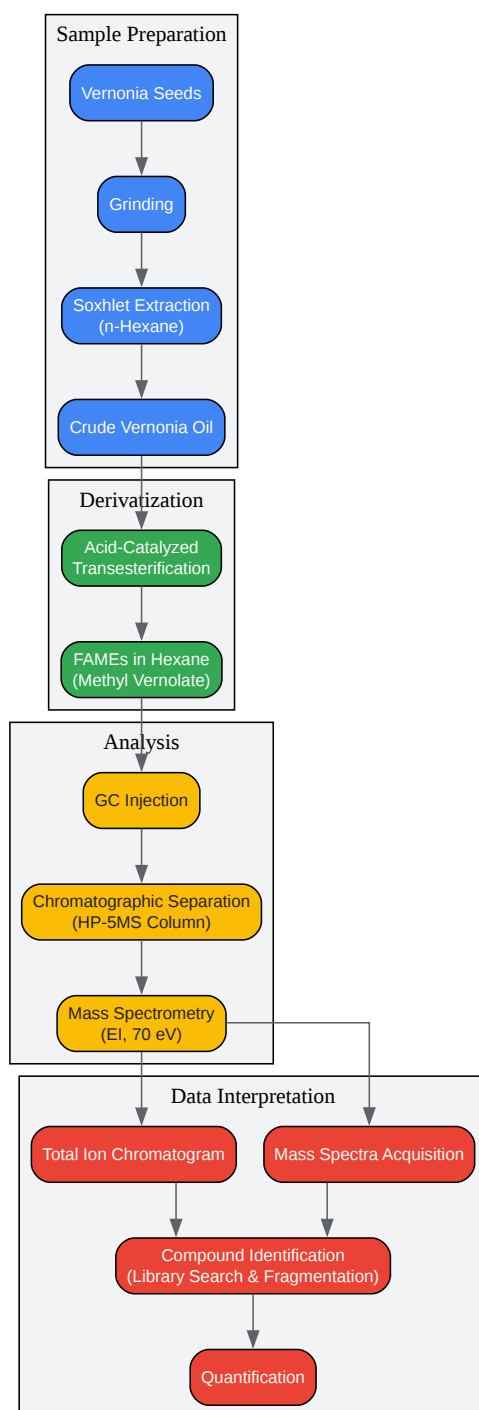 Sample Preparation
Vernonia Seeds
Grinding
Soxhlet Extraction
(n-Hexane)
Crude Vernonia Oil
Derivatization
Acid-Catalyzed
Transesterification
FAMEs in Hexane
(Methyl Vernolate)
Analysis
GC Injection
Chromatographic Separation
(HP-5MS Column)
Mass Spectrometry
(EI, 70 eV)
Data Interpretation
Total Ion Chromatogram
Mass Spectra Acquisition
Compound Identification
(Library Search & Fragmentation)
Quantification